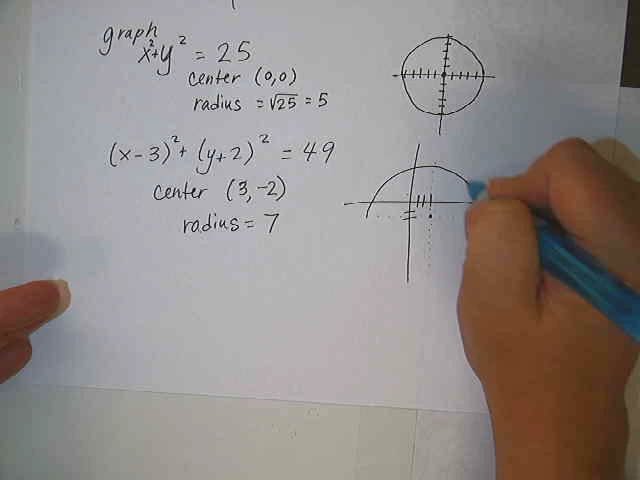 graph
x²+y² = 25
center (0,0)
radius = √25 = 5
(x-3)² + (y+2)² = 49
center (3,-2)
radius = 7